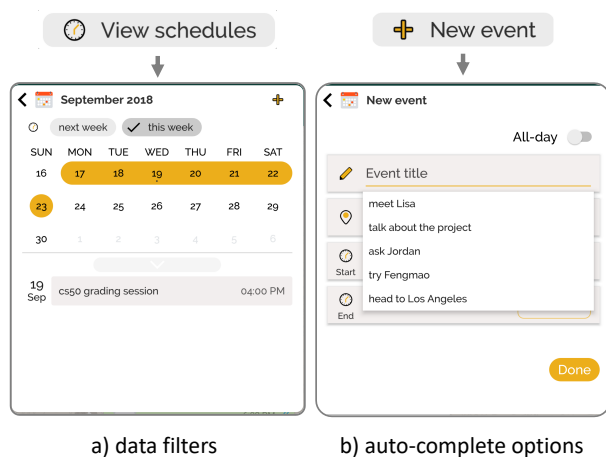 View schedules
New event
September 2018
next week this week
SUN MON TUE WED THU FRI SAT
16 17 18 19 20 21 22
23 24 25 26 27 28 29
30 1 2 3 4 5 6
19 Sep cs50 grading session 04:00 PM
New event
All-day
Event title
meet Lisa
talk about the project
ask Jordan
Start
try Fengmao
head to Los Angeles
End
Done
a) data filters
b) auto-complete options